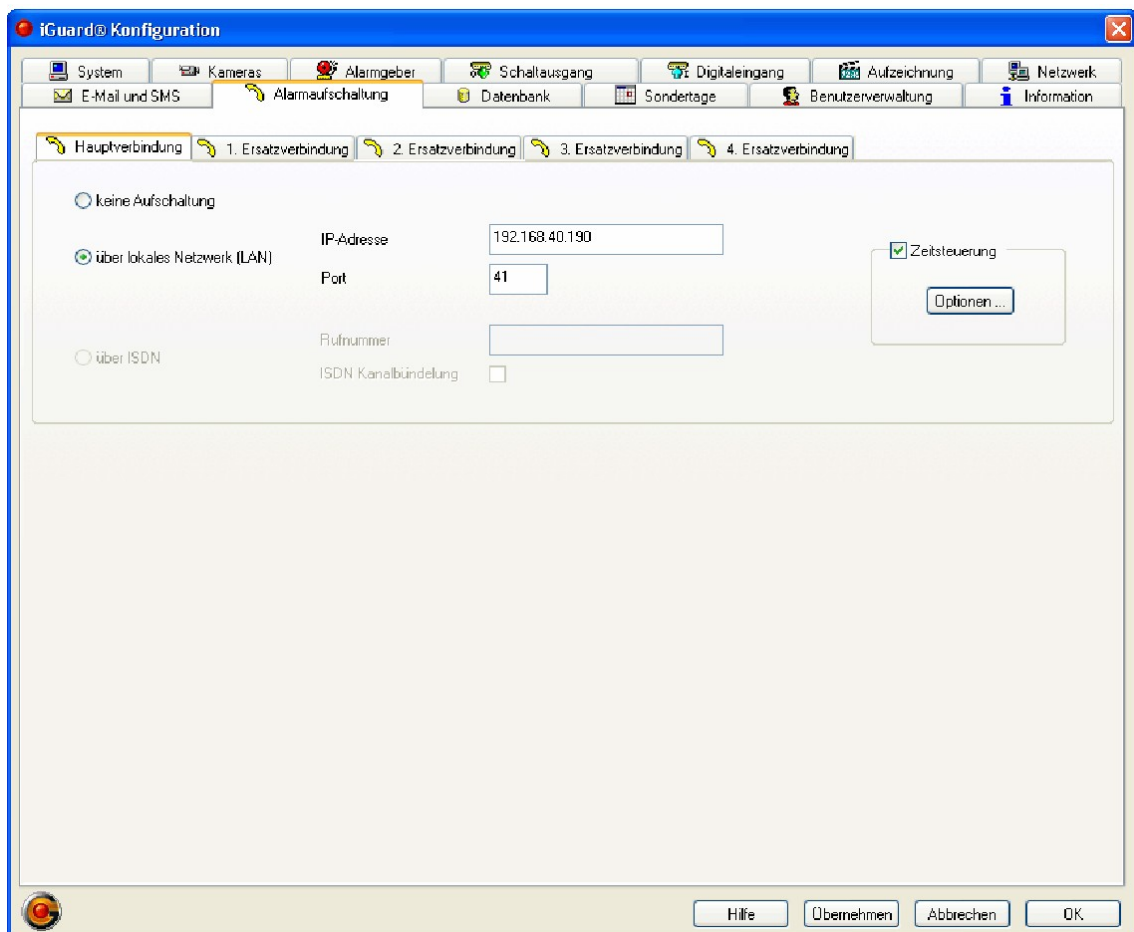 iGuard® Konfiguration
System Kameras Alarmgeber Schaltausgang Digitaleingang Aufzeichnung Netzwerk
E-Mail und SMS Alarmaufschaltung Datenbank Sondertage Benutzerverwaltung Information
Hauptverbindung 1. Ersatzverbindung 2. Ersatzverbindung 3. Ersatzverbindung 4. Ersatzverbindung
keine Aufschaltung
über lokales Netzwerk (LAN)
IP-Adresse 192.168.40.190
Port 41
Zeitsteuerung
Optionen ...
über ISDN
Rufnummer
ISDN Kanalbündelung
Hilfe Übernehmen Abbrechen OK